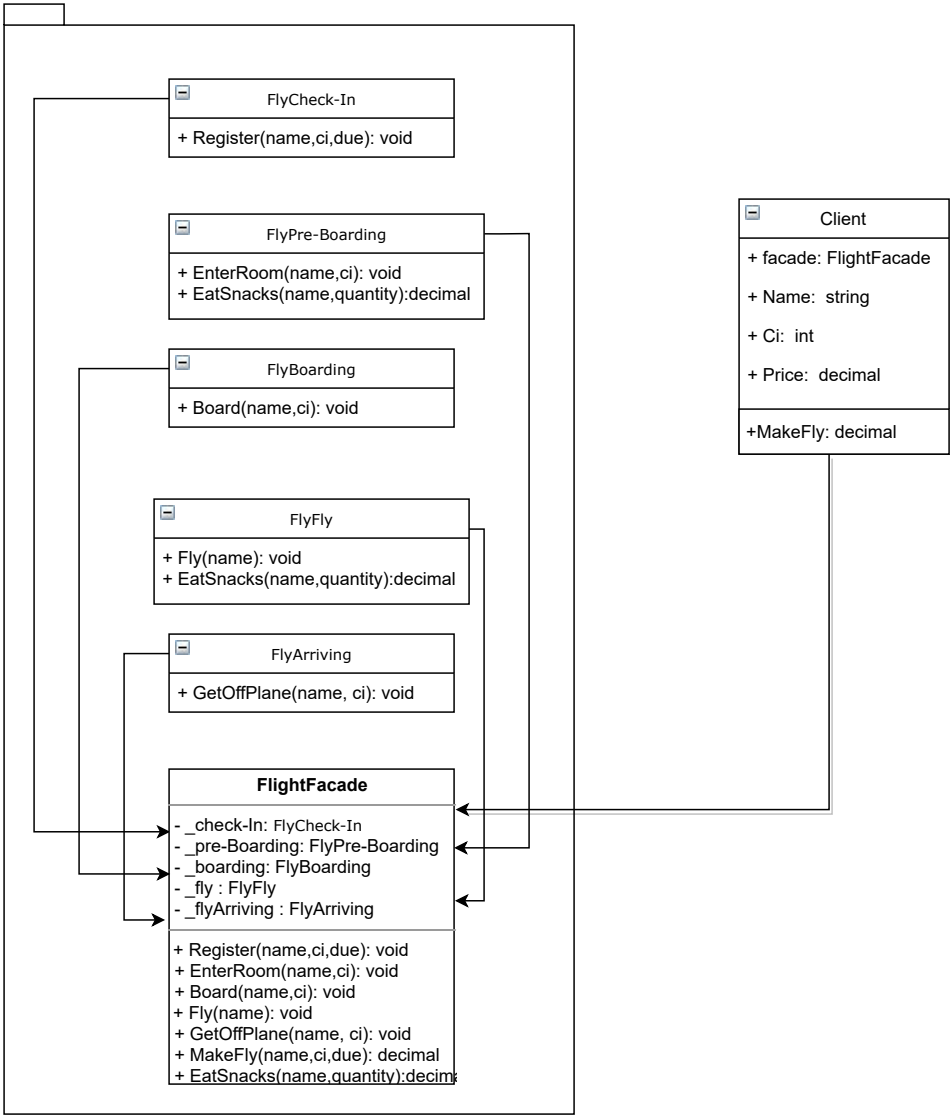 FlyCheck-In
+ Register(name,ci,due): void
FlyPre-Boarding
+ EnterRoom(name,ci): void
+ EatSnacks(name,quantity):decimal
FlyBoarding
+ Board(name,ci): void
FlyFly
+ Fly(name): void
+ EatSnacks(name,quantity):decimal
FlyArriving
+ GetOffPlane(name, ci): void
FlightFacade
- _check-In: FlyCheck-In
- _pre-Boarding: FlyPre-Boarding
- _boarding: FlyBoarding
- _fly : FlyFly
- _flyArriving : FlyArriving
+ Register(name,ci,due): void
+ EnterRoom(name,ci): void
+ Board(name,ci): void
+ Fly(name): void
+ GetOffPlane(name, ci): void
+ MakeFly(name,ci,due): decimal
+ EatSnacks(name,quantity):decima
Client
+ facade: FlightFacade
+ Name:  string
+ Ci:  int
+ Price:  decimal
+MakeFly: decimal